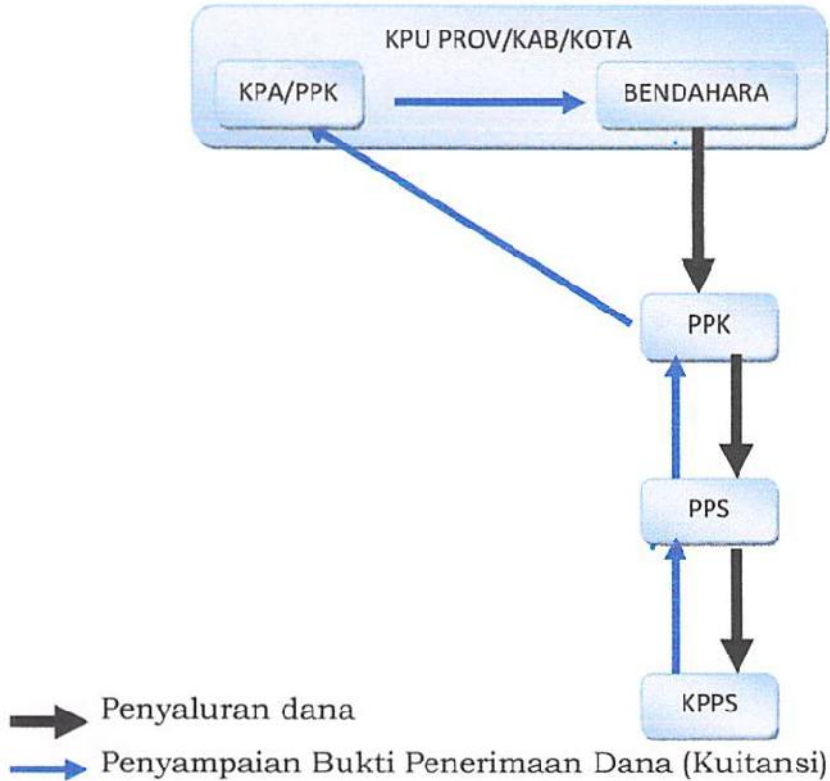 KPU PROV/KAB/KOTA
KPA/PPK
BENDAHARA
PPK
PPS
KPPS
Penyaluran dana
Penyampaian Bukti Penerimaan Dana (Kuitansi)